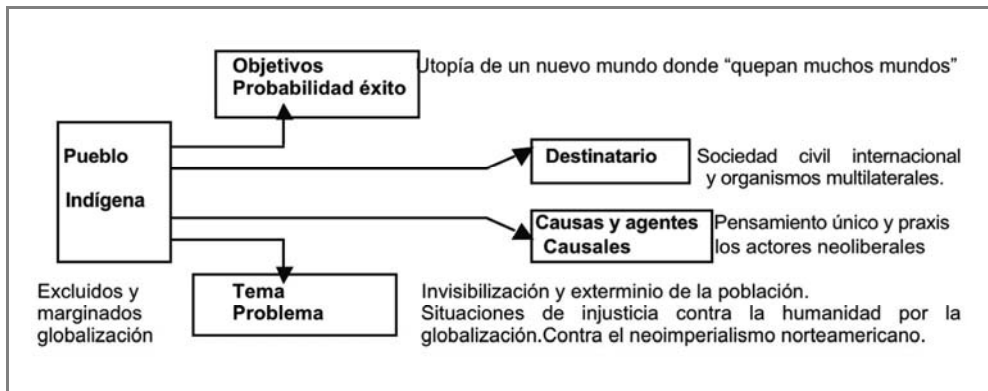 Objetivos
Probabilidad éxito
Utopía de un nuevo mundo donde “quepan muchos mundos”
Pueblo
Indígena
Destinatario
Sociedad civil internacional
y organismos multilaterales.
Causas y agentes
Causales
Pensamiento único y praxis
los actores neoliberales
Excluidos y
marginados
globalización
Tema
Problema
Invisibilización y exterminio de la población.
Situaciones de injusticia contra la humanidad por la
globalización.Contra el neoimperialismo norteamericano.